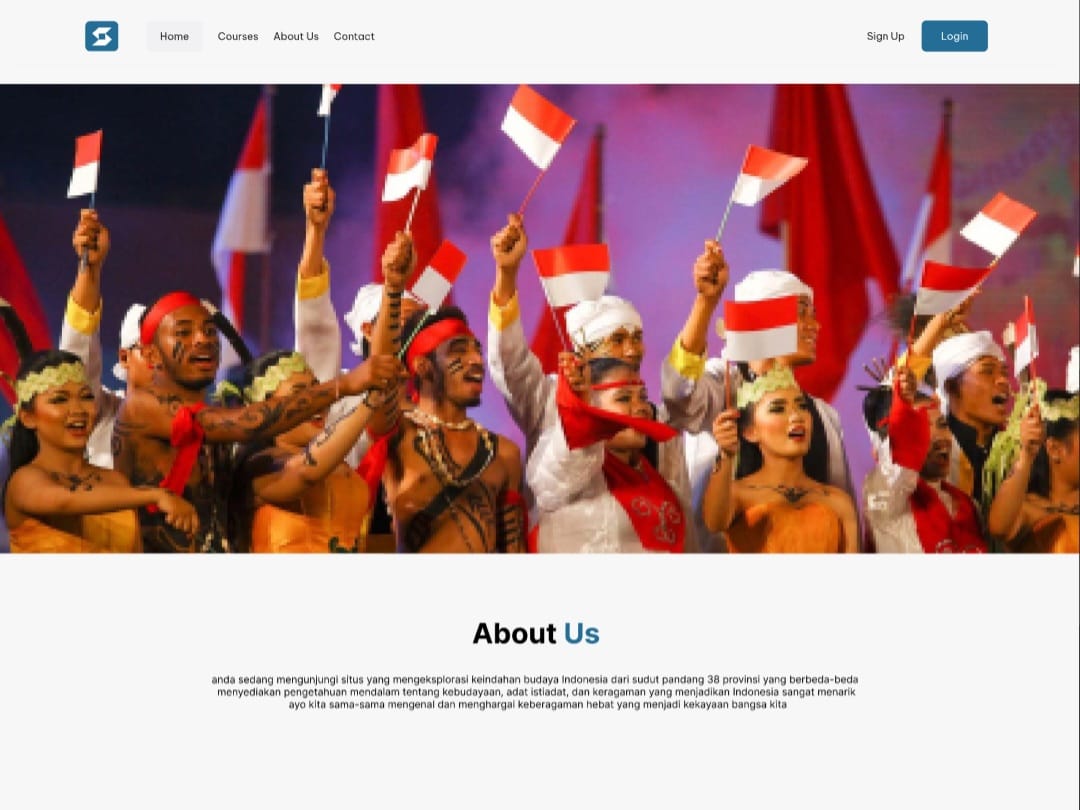 Home
Courses
About Us
Contact
Sign Up
Login
About Us
anda sedang mengunjungi situs yang mengeksplorasi keindahan budaya Indonesia dari sudut pandang 38 provinsi yang berbeda-beda
menyediakan pengetahuan mendalam tentang kebudayaan, adat istiadat, dan keragaman yang menjadikan Indonesia sangat menarik
ayo kita sama-sama mengenal dan menghargai keberagaman hebat yang menjadi kekayaan bangsa kita